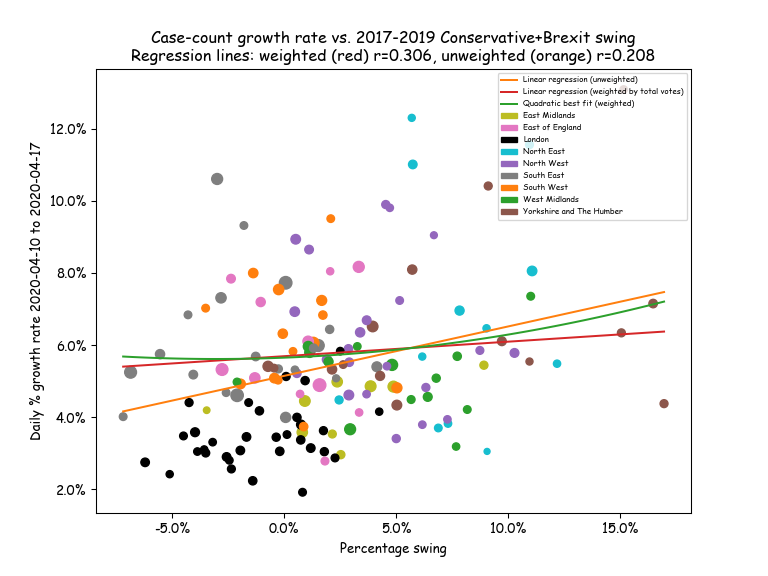 Case-count growth rate vs. 2017-2019 Conservative+Brexit swing
Regression lines: weighted (red) r=0.306, unweighted (orange) r=0.208
Linear regression (unweighted)
Linear regression (weighted by total votes)
Quadratic best fit (weighted)
East Midlands
East of England
London
North East
North West
South East
South West
West Midlands
Yorkshire and The Humber
Daily % growth rate 2020-04-10 to 2020-04-17
12.0%
10.0%
8.0%
6.0%
4.0%
2.0%
-5.0%
0.0%
5.0%
10.0%
15.0%
Percentage swing